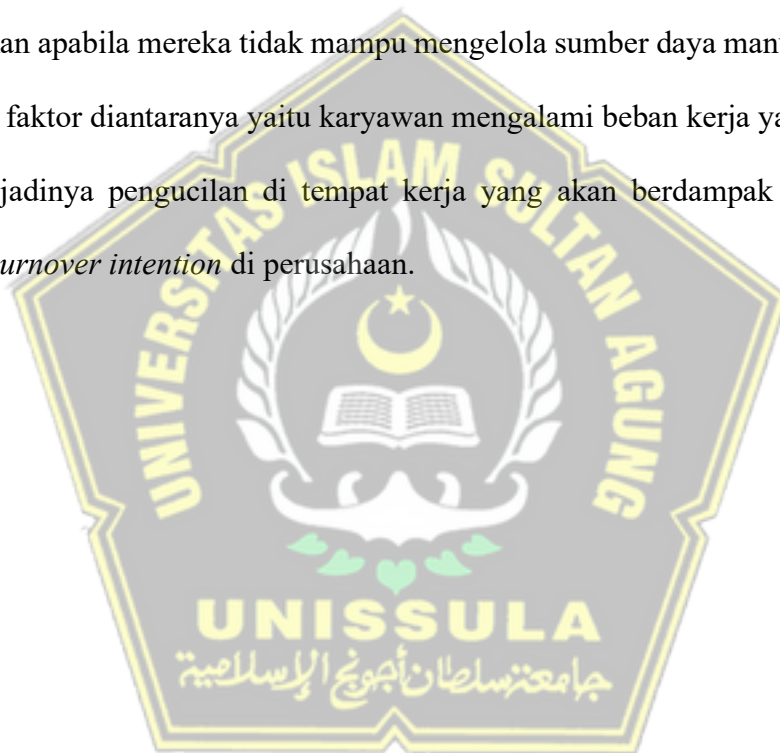 an apabila mereka tidak mampu mengelola sumber daya manu
faktor diantaranya yaitu karyawan mengalami beban kerja ya
jadinya pengucilan di tempat kerja yang akan berdampak
urnover intention di perusahaan.
UNIVERSITAS ISLAM SULTAN AGUNG
UNISSULA
جامعة سلطان أجونج الإسلامية